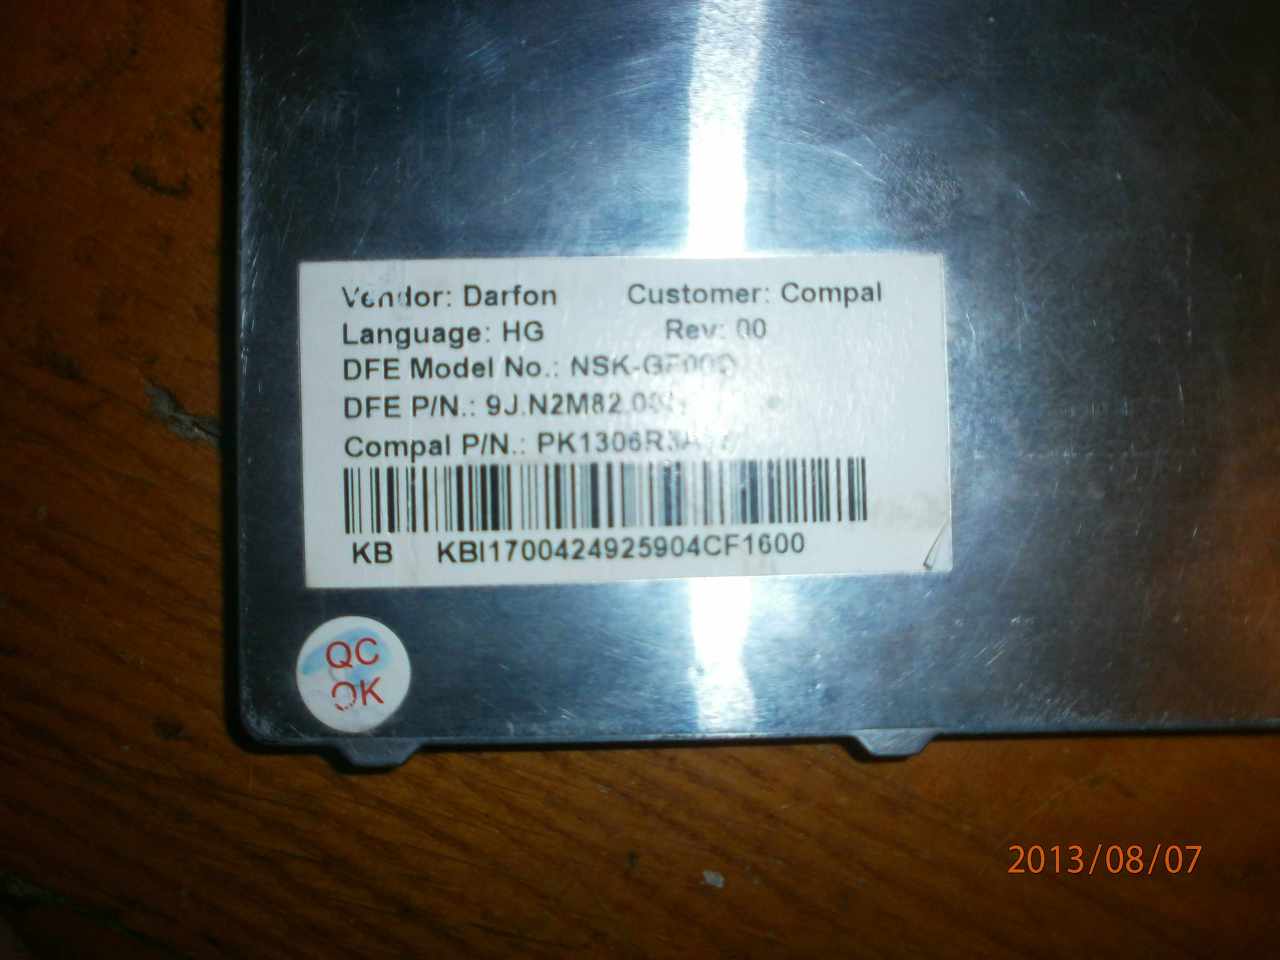 Vendor: Darfon Customer: Compal
Language: HG Rev: 00
DFE Model No.:
DFE P/N.:
Compal P/N.:
KB KBI1700424925904CF1600
QC
OK
2013/08/07